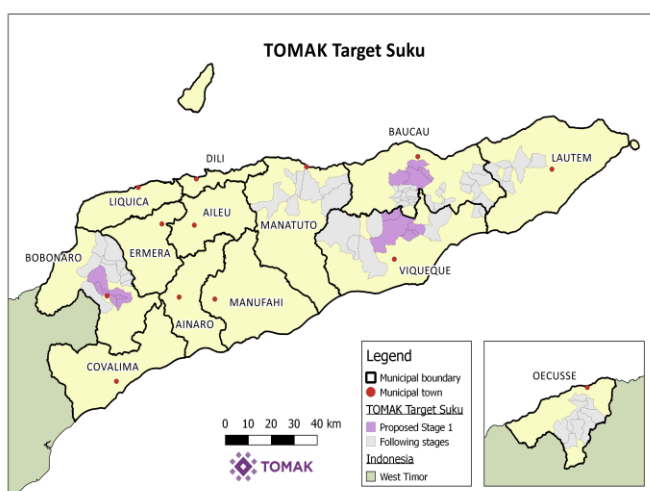 TOMAK Target Suku
BAUCAU
LAUTEM
DILI
LIQUICA
AILEU
MANATUTO
ERMERA
BOBONARO
VIQUEQUE
MANUFAHI
AINARO
COVALIMA
Legend
Municipal boundary
Municipal town
TOMAK Target Suku
Proposed Stage 1
Following stages
Indonesia
West Timor
OECUSSE
0 10 20 30 40 km
TOMAK